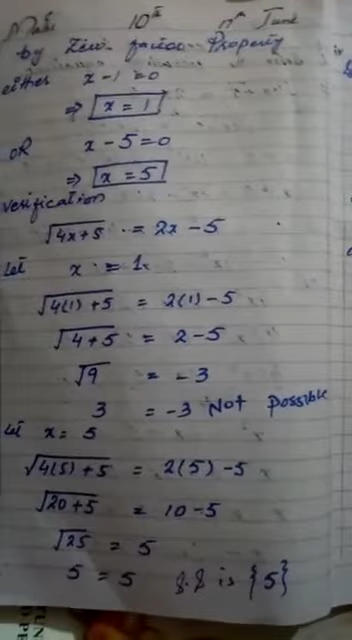 10th
by Zero factor Property
either x - 1 = 0
⇒ x = 1
OR x - 5 = 0
⇒ x = 5
verification
√4x+5 = 2x - 5
Let x = 1
√4(1)+5 = 2(1) - 5
√4+5 = 2 - 5
√9 = -3
3 = -3 Not possible
Let x = 5
√4(5)+5 = 2(5) - 5
√20+5 = 10 - 5
√25 = 5
5 = 5 S.S is {5}